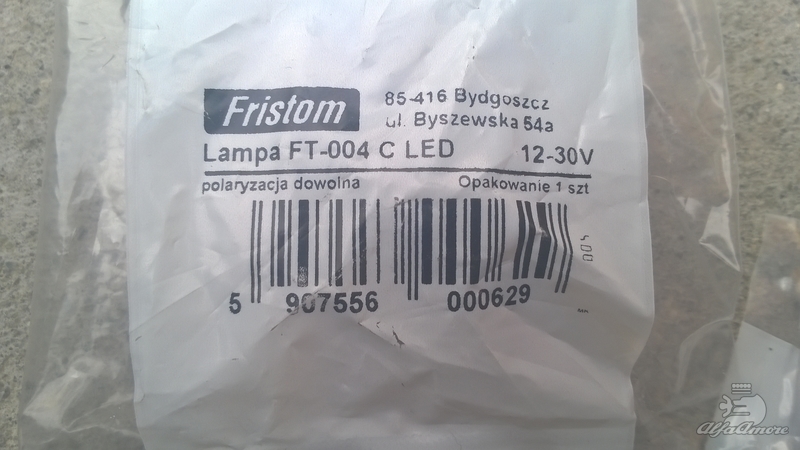 Fristom
85-416 Bydgoszcz
ul. Byszewska 54a
Lampa FT-004 C LED 12-30V
polaryzacja dowolna Opakowanie 1 szt
5 907556 000629
AlfaAmore